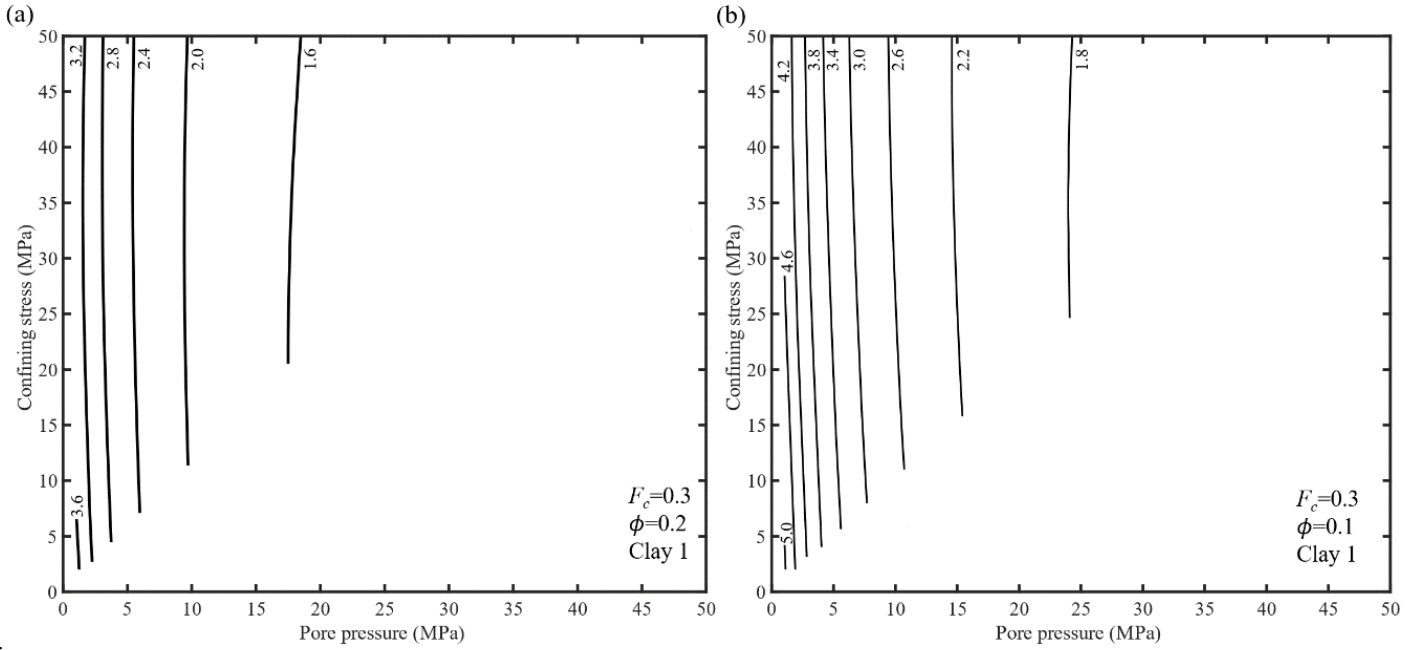 (a)
50
45
40
35
30
25
20
15
10
5
0
Confining stress (MPa)
3.2
2.8
2.4
2.0
1.6
3.6
F_c=0.3
ϕ=0.2
Clay 1
0 5 10 15 20 25 30 35 40 45 50
Pore pressure (MPa)
(b)
50
45
40
35
30
25
20
15
10
5
0
Confining stress (MPa)
4.2
3.8
3.4
3.0
2.6
2.2
1.8
4.6
5.0
F_c=0.3
ϕ=0.1
Clay 1
0 5 10 15 20 25 30 35 40 45 50
Pore pressure (MPa)